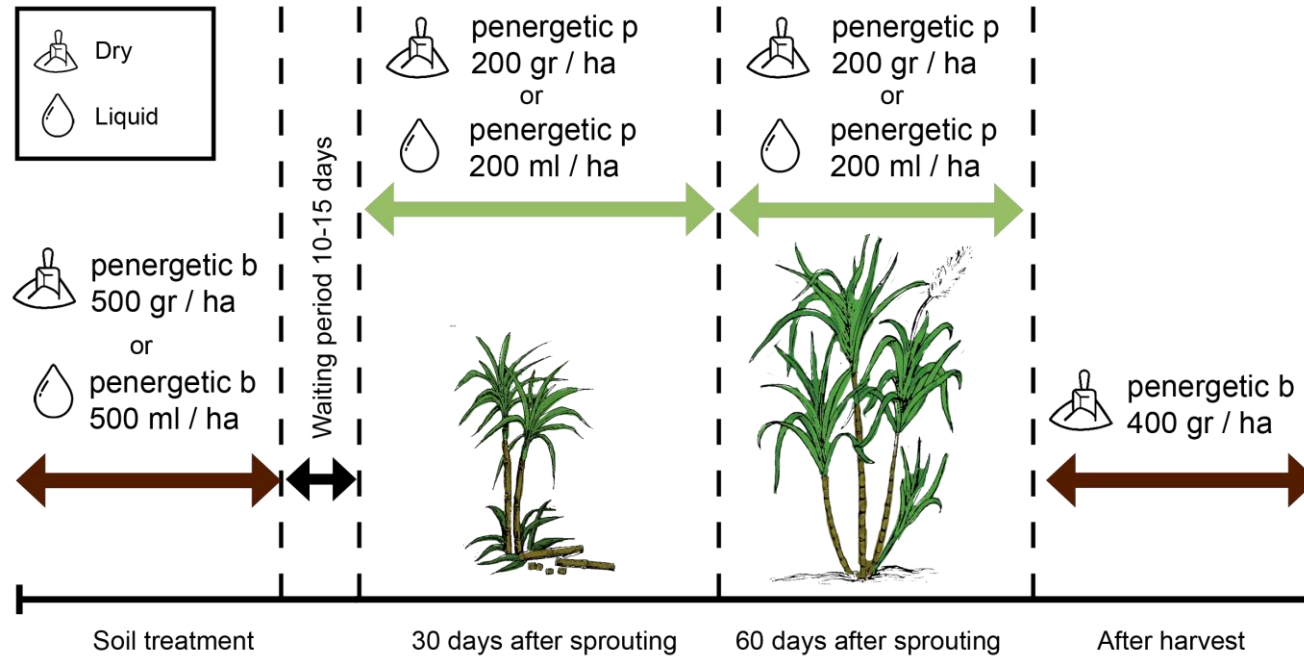 Dry
Liquid
penergetic b
500 gr / ha
or
penergetic b
500 ml / ha
Waiting period 10-15 days
penergetic p
200 gr / ha
or
penergetic p
200 ml / ha
penergetic p
200 gr / ha
or
penergetic p
200 ml / ha
penergetic b
400 gr / ha
Soil treatment
30 days after sprouting
60 days after sprouting
After harvest